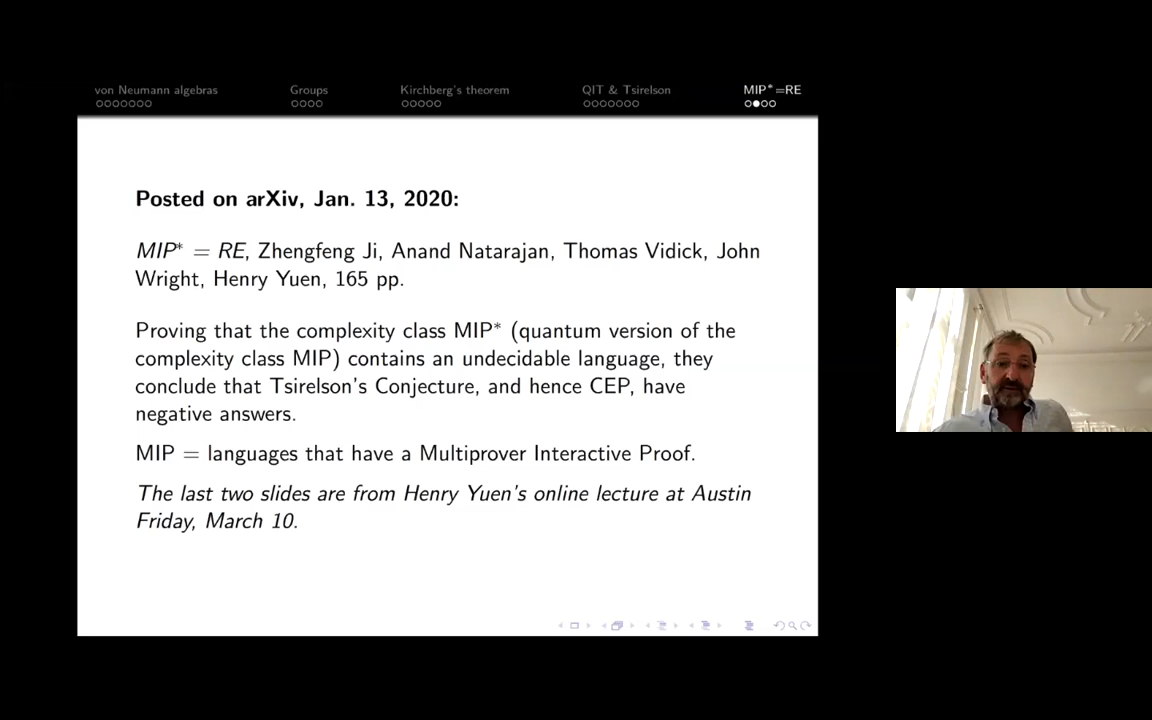 von Neumann algebras Groups Kirchberg's theorem QIT & Tsirelson MIP*=RE
Posted on arXiv, Jan. 13, 2020:
MIP* = RE, Zhengfeng Ji, Anand Natarajan, Thomas Vidick, John
Wright, Henry Yuen, 165 pp.
Proving that the complexity class MIP* (quantum version of the
complexity class MIP) contains an undecidable language, they
conclude that Tsirelson's Conjecture, and hence CEP, have
negative answers.
MIP = languages that have a Multiprover Interactive Proof.
The last two slides are from Henry Yuen's online lecture at Austin
Friday, March 10.